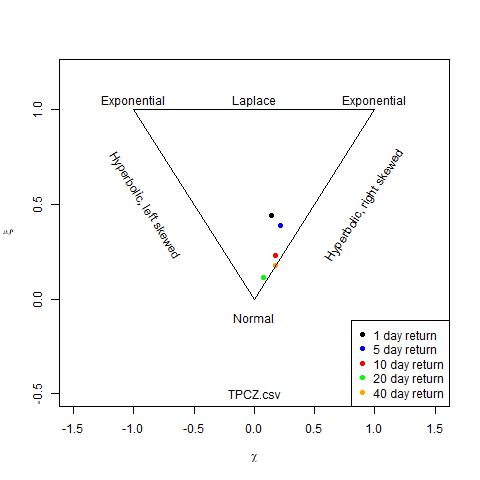 Exponential Laplace Exponential
Hyperbolic, left skewed
Hyperbolic, right skewed
Normal
TPCZ.csv
1 day return
5 day return
10 day return
20 day return
40 day return
1.0
0.5
0.0
-0.5
ξ
-1.5 -1.0 -0.5 0.0 0.5 1.0 1.5
χ